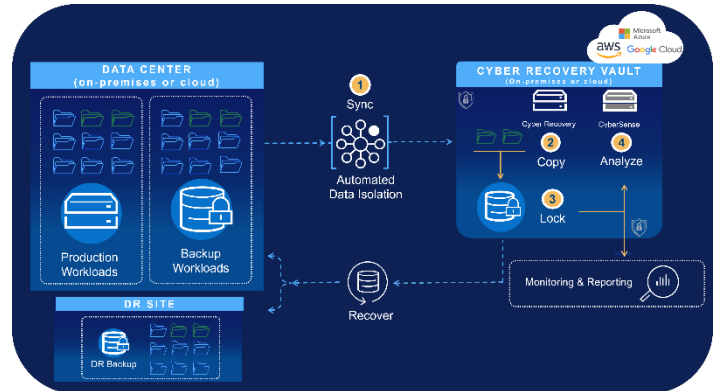 Microsoft
Azure
aws
Google Cloud
DATA CENTER
(on-premises or cloud)
Production
Workloads
Backup
Workloads
1
Sync
Automated
Data Isolation
CYBER RECOVERY VAULT
(On-premises or cloud)
Cyber Recovery
CyberSense
2
Copy
4
Analyze
3
Lock
Monitoring & Reporting
Recover
DR SITE
DR Backup